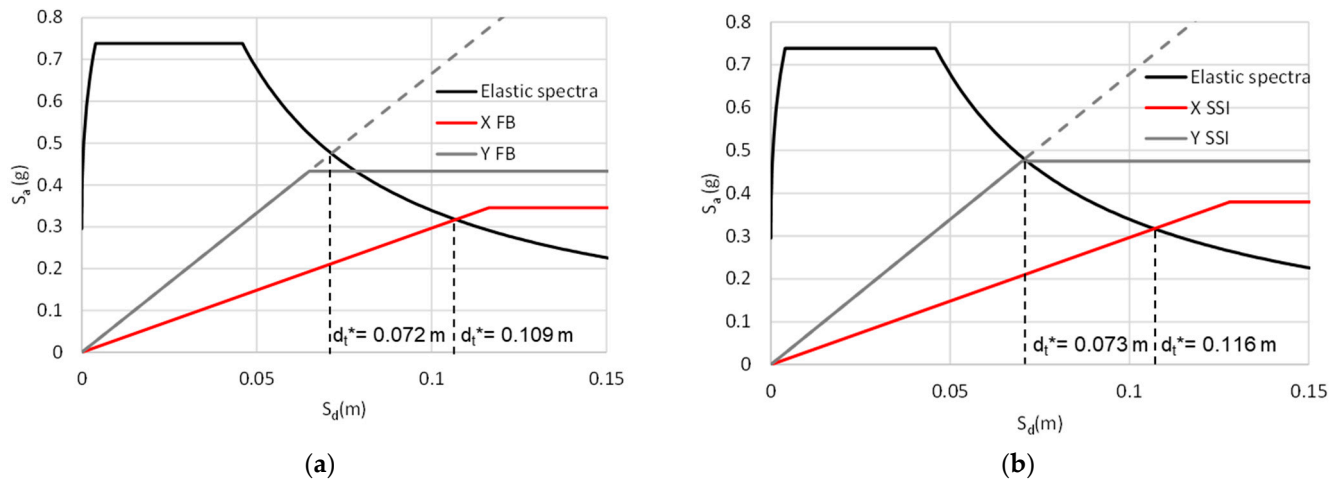 0.8
0.7
0.6
0.5
0.4
0.3
0.2
0.1
0
Sₐ(g)
Elastic spectra
X FB
Y FB
dₜ*= 0.072 m
dₜ*= 0.109 m
0
0.05
0.1
0.15
S_d(m)
(a)
0.8
0.7
0.6
0.5
0.4
0.3
0.2
0.1
0
Sₐ(g)
Elastic spectra
X SSI
Y SSI
dₜ*= 0.073 m
dₜ*= 0.116 m
0
0.05
0.1
0.15
S_d(m)
(b)